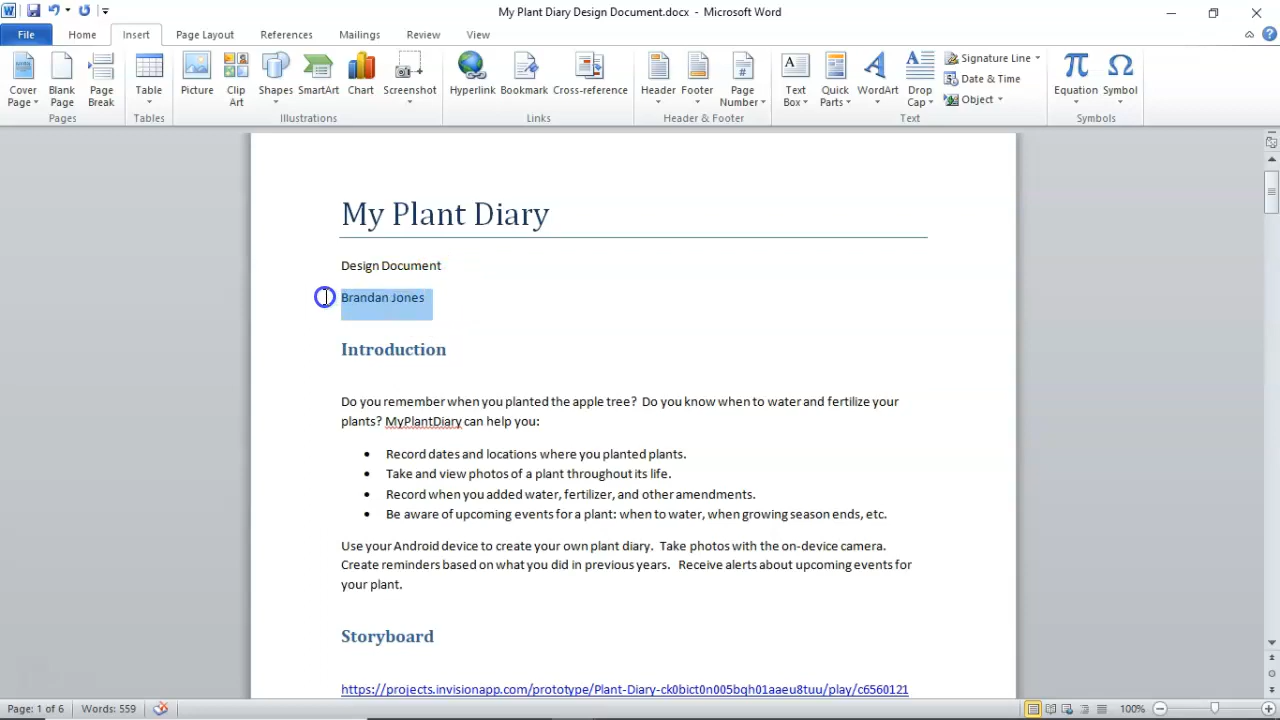 My Plant Diary Design Document.docx - Microsoft Word
File Home Insert Page Layout References Mailings Review View
Cover Page
Blank Page
Page Break
Table
Picture
Clip Art
Shapes
SmartArt
Chart
Screenshot
Hyperlink
Bookmark
Cross-reference
Header
Footer
Page Number
Text Box
Quick Parts
WordArt
Drop Cap
Signature Line
Date & Time
Object
Equation
Symbol
Pages Tables Illustrations Links Header & Footer Text Symbols
My Plant Diary
Design Document
Brandan Jones
Introduction
Do you remember when you planted the apple tree? Do you know when to water and fertilize your
plants? MyPlantDiary can help you:
• Record dates and locations where you planted plants.
• Take and view photos of a plant throughout its life.
• Record when you added water, fertilizer, and other amendments.
• Be aware of upcoming events for a plant: when to water, when growing season ends, etc.
Use your Android device to create your own plant diary. Take photos with the on-device camera.
Create reminders based on what you did in previous years. Receive alerts about upcoming events for
your plant.
Storyboard
https://projects.invisionapp.com/prototype/Plant-Diary-ck0bict0n005bqh01aaeu8tuu/play/c6560121
Page: 1 of 6 Words: 559 100%